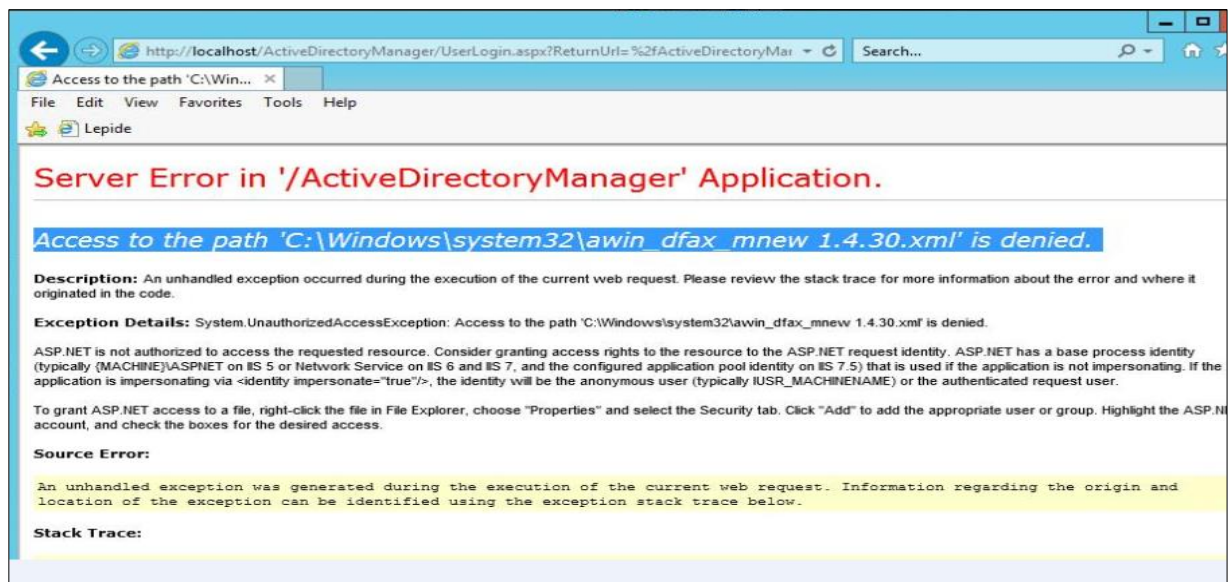 http://localhost/ActiveDirectoryManager/UserLogin.aspx?ReturnUrl=%2fActiveDirectoryMar
Search...
Access to the path 'C:\Win...
File Edit View Favorites Tools Help
Lepide
Server Error in '/ActiveDirectoryManager' Application.
Access to the path 'C:\Windows\system32\awin_dfax_mnew 1.4.30.xml' is denied.
Description: An unhandled exception occurred during the execution of the current web request. Please review the stack trace for more information about the error and where it
originated in the code.
Exception Details: System.UnauthorizedAccessException: Access to the path 'C:\Windows\system32\awin_dfax_mnew 1.4.30.xml' is denied.
ASP.NET is not authorized to access the requested resource. Consider granting access rights to the resource to the ASP.NET request identity. ASP.NET has a base process identity
(typically {MACHINE}\ASPNET on IIS 5 or Network Service on IIS 6 and IIS 7, and the configured application pool identity on IIS 7.5) that is used if the application is not impersonating. If the
application is impersonating via <identity impersonate="true"/>, the identity will be the anonymous user (typically IUSR_MACHINENAME) or the authenticated request user.
To grant ASP.NET access to a file, right-click the file in File Explorer, choose "Properties" and select the Security tab. Click "Add" to add the appropriate user or group. Highlight the ASP.NE
account, and check the boxes for the desired access.
Source Error:
An unhandled exception was generated during the execution of the current web request. Information regarding the origin and
location of the exception can be identified using the exception stack trace below.
Stack Trace: